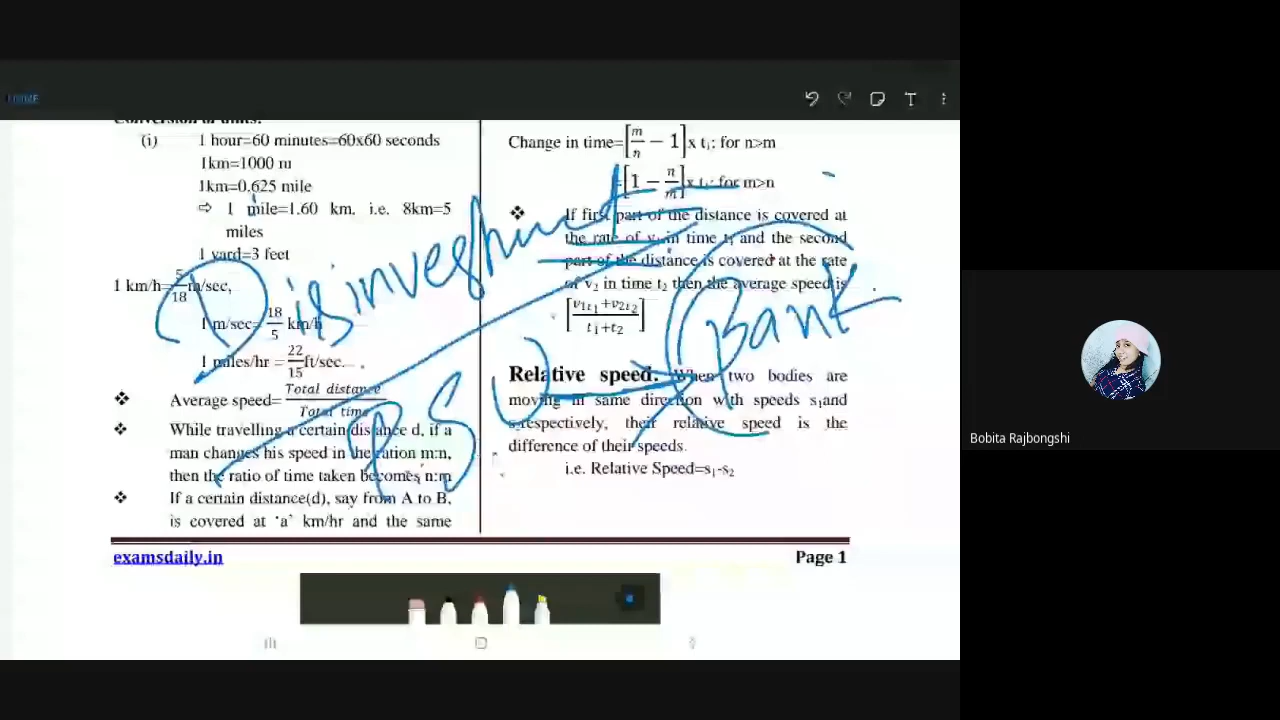 HOME
Conversion of units:
(i) 1 hour=60 minutes=60x60 seconds
1km=1000 m
1km=0.625 mile
⇨ 1 mile=1.60 km. i.e. 8km=5
miles
1 yard=3 feet
1 km/h=5/18 m/sec,
1 m/sec= 18/5 km/h
1 miles/hr = 22/15 ft/sec.
❖ Average speed= Total distance / Total time
❖ While travelling a certain distance d, if a
man changes his speed in the ration m:n,
then the ratio of time taken becomes n:m
❖ If a certain distance(d), say from A to B,
is covered at ‘a’ km/hr and the same
Change in time=[m/n − 1] x t₁: for n>m
=[1 − n/m] x t₁: for m>n
❖ If first part of the distance is covered at
the rate of v₁ in time t₁ and the second
part of the distance is covered at the rate
of v₂ in time t₂ then the average speed is
[v₁t₁+v₂t₂ / t₁+t₂]
Relative speed: When two bodies are
moving in same direction with speeds s₁and
respectively, their relative speed is the
difference of their speeds.
i.e. Relative Speed=s₁-s₂
PSU
Bank
examsdaily.in Page 1
Bobita Rajbongshi